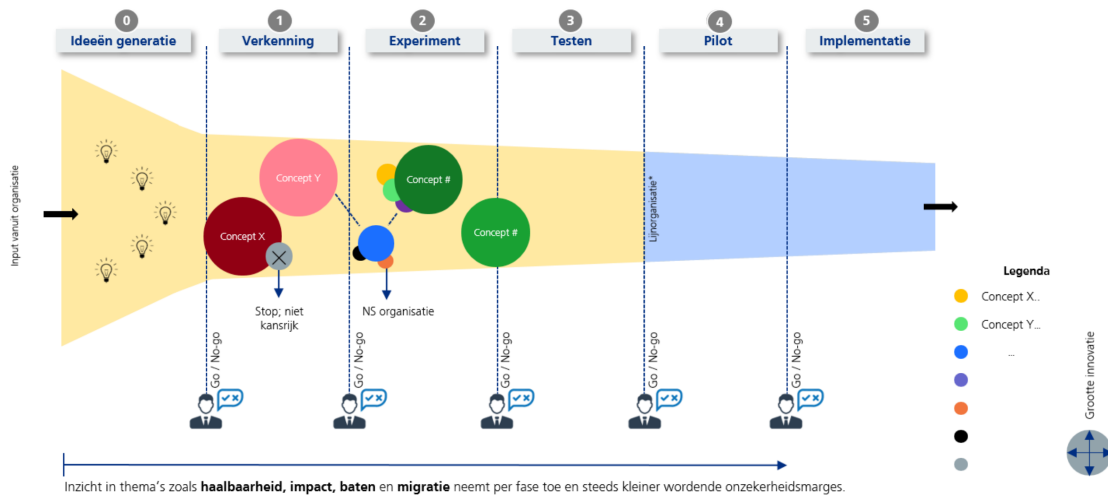 0
1
2
3
4
5
Ideeën generatie
Verkenning
Experiment
Testen
Pilot
Implementatie
Input vanuit organisatie
Concept Y
Concept #
Concept X
Concept #
Lijnorganisatie*
Stop; niet
kansrijk
NS organisatie
Go / No-go
Go / No-go
Go / No-go
Go / No-go
Go / No-go
Legenda
Concept X..
Concept Y...
...
Grootte innovatie
Inzicht in thema's zoals haalbaarheid, impact, baten en migratie neemt per fase toe en steeds kleiner wordende onzekerheidsmarges.